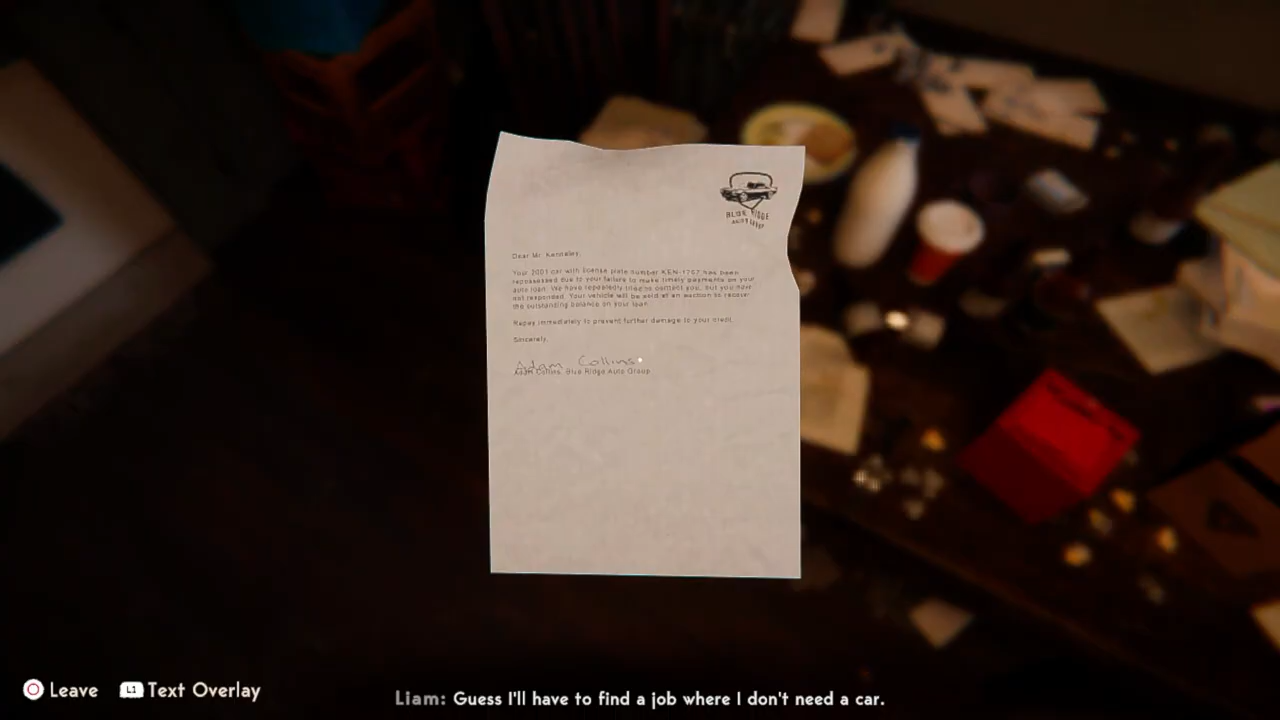 BLUE RIDGE
AUTO GROUP
Dear Mr. Kenneley,
Your 2001 car with license plate number KEN-1767 has been
repossessed due to your failure to make timely payments on your
auto loan. We have repeatedly tried to contact you, but you have
not responded. Your vehicle will be sold at an auction to recover
the outstanding balance on your loan.
Repay immediately to prevent further damage to your credit.
Sincerely,
Adam Collins
Adam Collins, Blue Ridge Auto Group
Leave
L1 Text Overlay
Liam: Guess I'll have to find a job where I don't need a car.